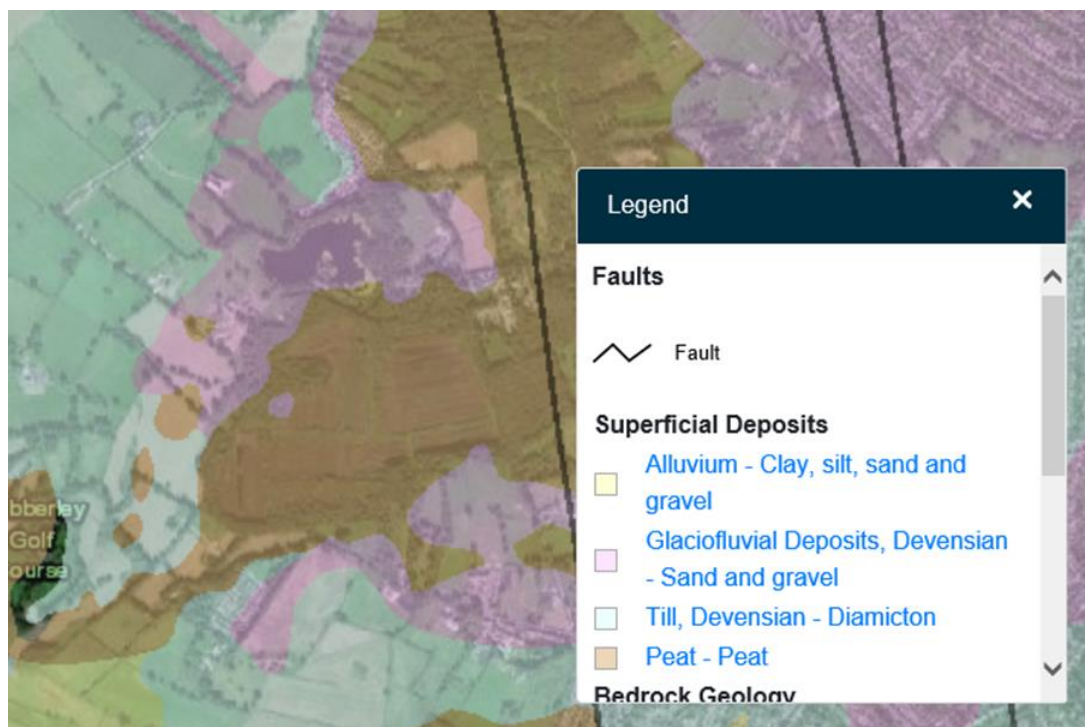 Legend
Faults
Fault
Superficial Deposits
Alluvium - Clay, silt, sand and
gravel
Glaciofluvial Deposits, Devensian
- Sand and gravel
Till, Devensian - Diamicton
Peat - Peat
Bedrock Geology
bberley
Golf
ourse